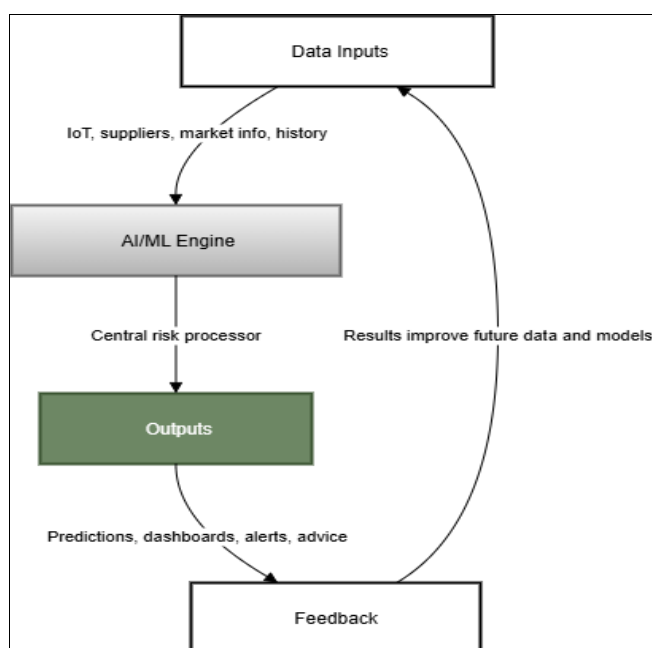 Data Inputs
IoT, suppliers, market info, history
AI/ML Engine
Central risk processor
Results improve future data and models
Outputs
Predictions, dashboards, alerts, advice
Feedback